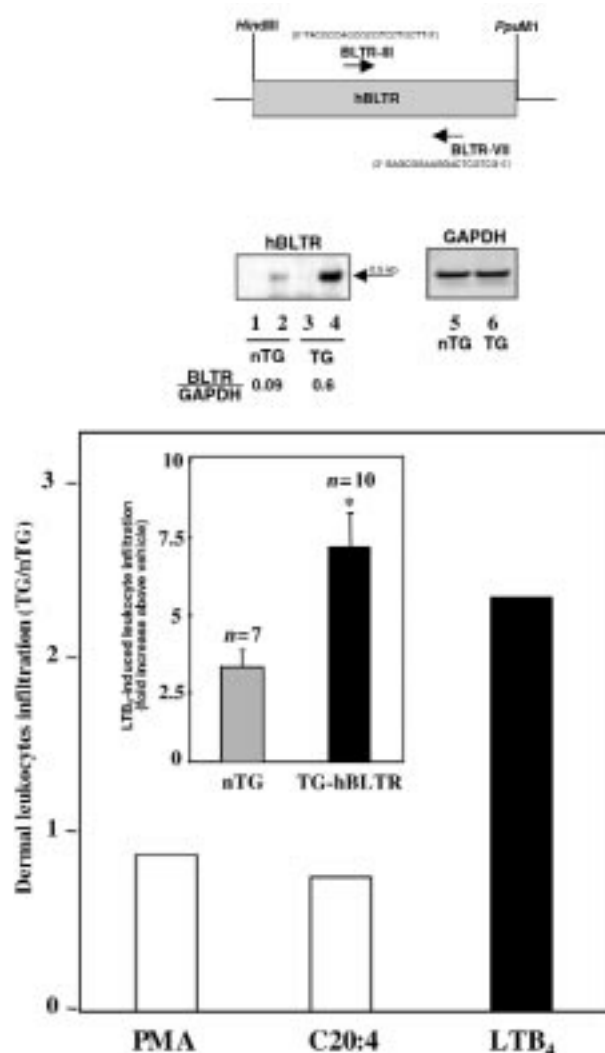 HindIII PpuM1
BLTR-III
hBLTR
BLTR-VII
hBLTR GAPDH
1 2 3 4 5 6
nTG TG nTG TG
BLTR
GAPDH 0.09 0.6
Dermal leukocytes infiltration (TG/nTG)
3
2
1
0
LTB4-induced leukocyte infiltration
(fold increase above vehicle)
10
7.5
5
2.5
0
n=10
*
n=7
nTG TG-hBLTR
PMA C20:4 LTB4